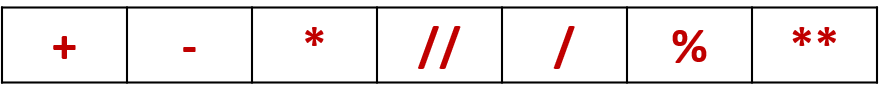 + - * // / % **